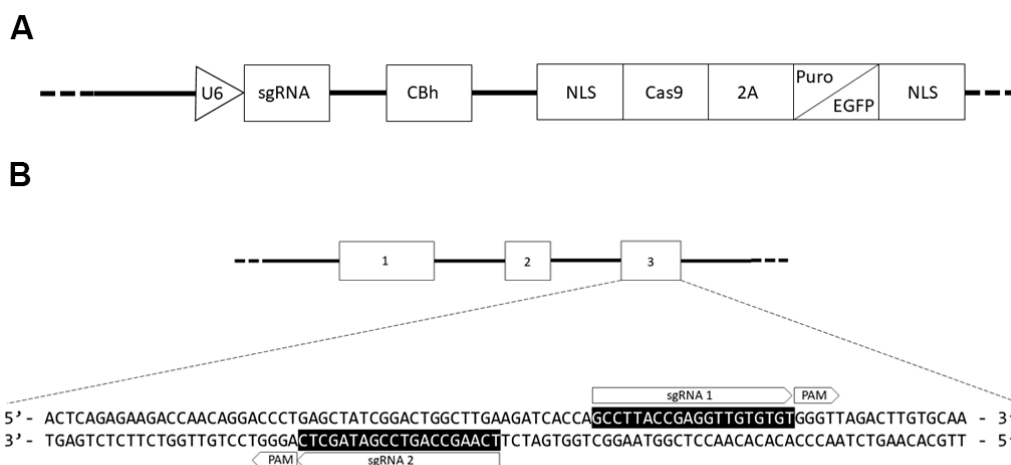 A
U6 sgRNA CBh NLS Cas9 2A Puro EGFP NLS
B
1 2 3
sgRNA 1 PAM
5’- ACTCAGAGAAGACCAACAGGACCCTGAGCTATCGGACTGGCTTGAAGATCACCAGCCTTACCGAGGTTGTGTGTGGGTTAGACTTGTGCAA - 3’
3’- TGAGTCTCTTCTGGTTGTCCTGGGACTCGATAGCCTGACCGAACTTCTAGTGGTCGGAATGGCTCCAACACACACCCAATCTGAACACGTT - 5’
PAM sgRNA 2